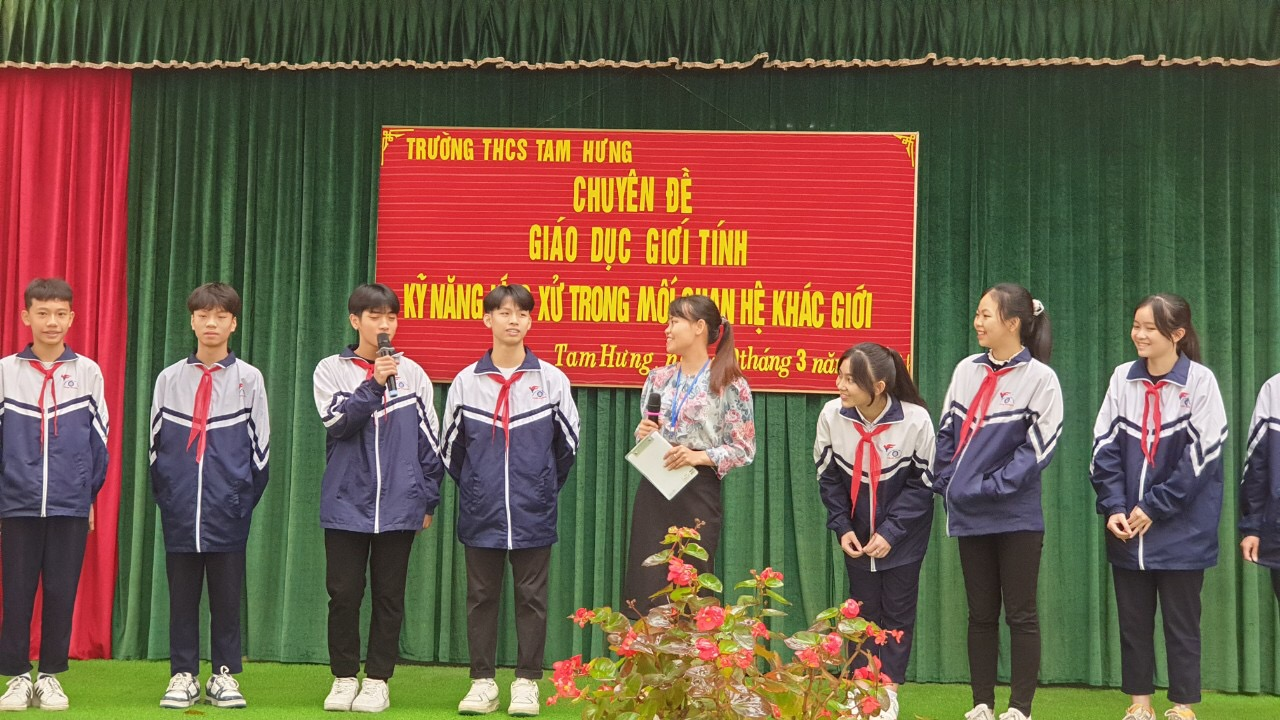 TRƯỜNG THCS TAM HƯNG
CHUYÊN ĐỀ
GIÁO DỤC GIỚI TÍNH
KỸ NĂNG XỬ TRONG MỐI HỆ KHÁC GIỚI
Tam Hưng, tháng 3